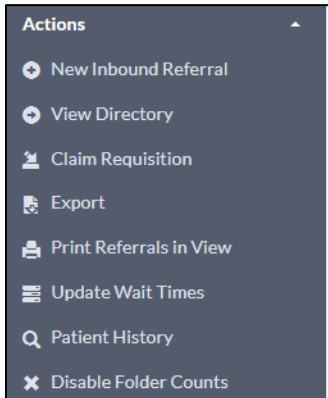 Actions
New Inbound Referral
View Directory
Claim Requisition
Export
Print Referrals in View
Update Wait Times
Patient History
Disable Folder Counts